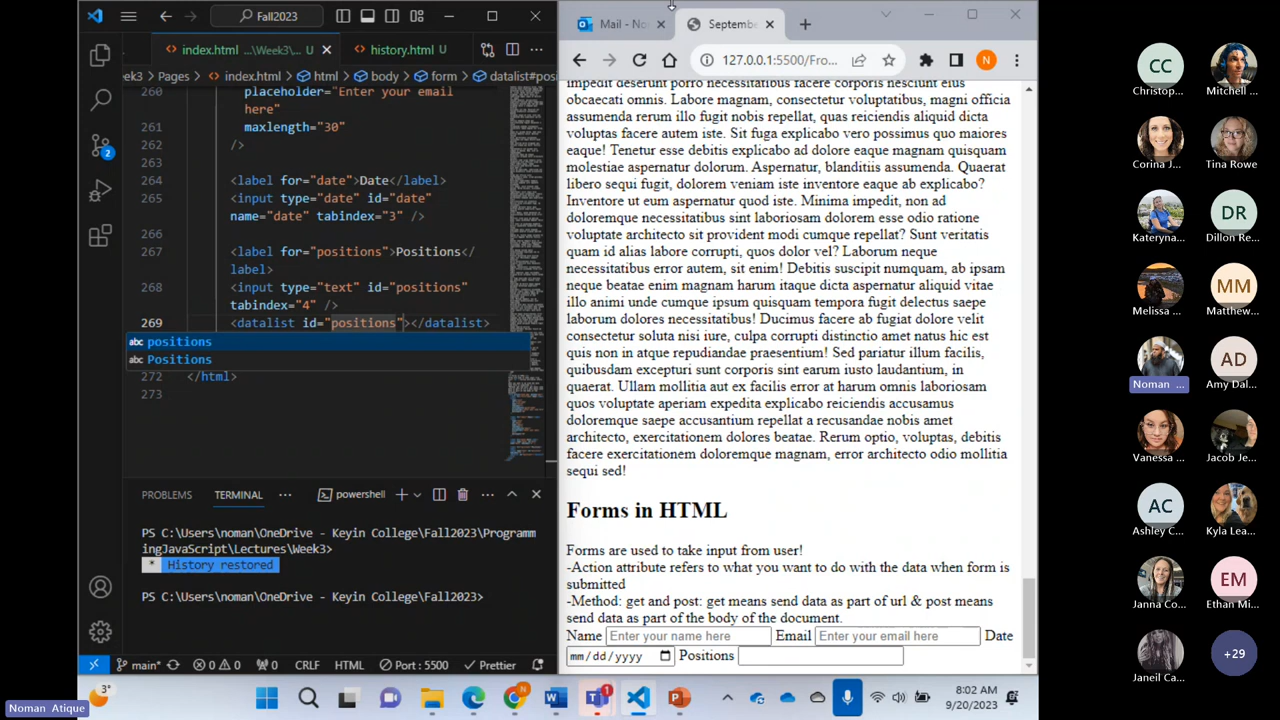 Fall2023
index.html ...\Week3\... U
history.html U
eek3 > Pages > index.html > html > body > form > datalist#pos
260 placeholder="Enter your email
here"
261 maxlength="30"
262 />
263
264 <label for="date">Date</label>
265 <input type="date" id="date"
name="date" tabindex="3" />
266
267 <label for="positions">Positions</
label>
268 <input type="text" id="positions"
tabindex="4" />
269 <datalist id="positions"></datalist>
abc positions
abc Positions
272 </html>
273
2
PROBLEMS TERMINAL ... powershell
PS C:\Users\noman\OneDrive - Keyin College\Fall2023\Programm
ingJavaScript\Lectures\Week3>
* History restored
PS C:\Users\noman\OneDrive - Keyin College\Fall2023>
main* 0 0 0 CRLF HTML Port : 5500 Prettier
Mail - No
Septembe
127.0.0.1:5500/Fro...
N
impedit deserunt porro necessitatibus facere corporis nesciunt eius
obcaecati omnis. Labore magnam, consectetur voluptatibus, magni officia
assumenda rerum illo fugit nobis repellat, quas reiciendis aliquid dicta
voluptas facere autem iste. Sit fuga explicabo vero possimus quo maiores
eaque! Tenetur esse debitis explicabo ad dolore eaque magnam quisquam
molestiae aspernatur dolorum. Aspernatur, blanditiis assumenda. Quaerat
libero sequi fugit, dolorem veniam iste inventore eaque ab explicabo?
Inventore ut eum aspernatur quod iste. Minima impedit, non ad
doloremque necessitatibus sint laboriosam dolorem esse odio ratione
voluptate architecto sit provident modi cumque repellat? Sunt veritatis
quam id alias labore corrupti, quos dolor vel? Laborum neque
necessitatibus error autem, sit enim! Debitis suscipit numquam, ab ipsam
neque beatae enim magnam harum itaque dicta aspernatur aliquid vitae
illo animi unde cumque ipsum quisquam tempora fugit delectus saepe
laborum dolores necessitatibus! Ducimus facere ab fugiat dolore velit
consectetur soluta nisi iure, culpa corrupti distinctio amet natus hic est
quis non in atque repudiandae praesentium! Sed pariatur illum facilis,
quibusdam excepturi sunt corporis sint earum iusto laudantium, in
quaerat. Ullam mollitia aut ex facilis error at harum omnis laboriosam
quos voluptate aperiam expedita explicabo reiciendis accusamus
doloremque saepe accusantium repellat a recusandae nobis amet
architecto, exercitationem dolores beatae. Rerum optio, voluptas, debitis
facere exercitationem doloremque magnam, error architecto odio mollitia
sequi sed!
Forms in HTML
Forms are used to take input from user!
-Action attribute refers to what you want to do with the data when form is
submitted
-Method: get and post: get means send data as part of url & post means
send data as part of the body of the document.
Name Enter your name here Email Enter your email here Date
mm/dd/yyyy Positions
3°
1
8:02 AM
9/20/2023
Noman Atique
CC
Christop...
Mitchell ...
Corina J...
Tina Rowe
Kateryna...
DR
Dillon Re...
Melissa ...
MM
Matthew...
Noman ...
AD
Amy Dal...
Vanessa ...
Jacob Je...
AC
Ashley C...
Kyla Lea...
Janna Co...
EM
Ethan Mi...
Janeil Ca...
+29